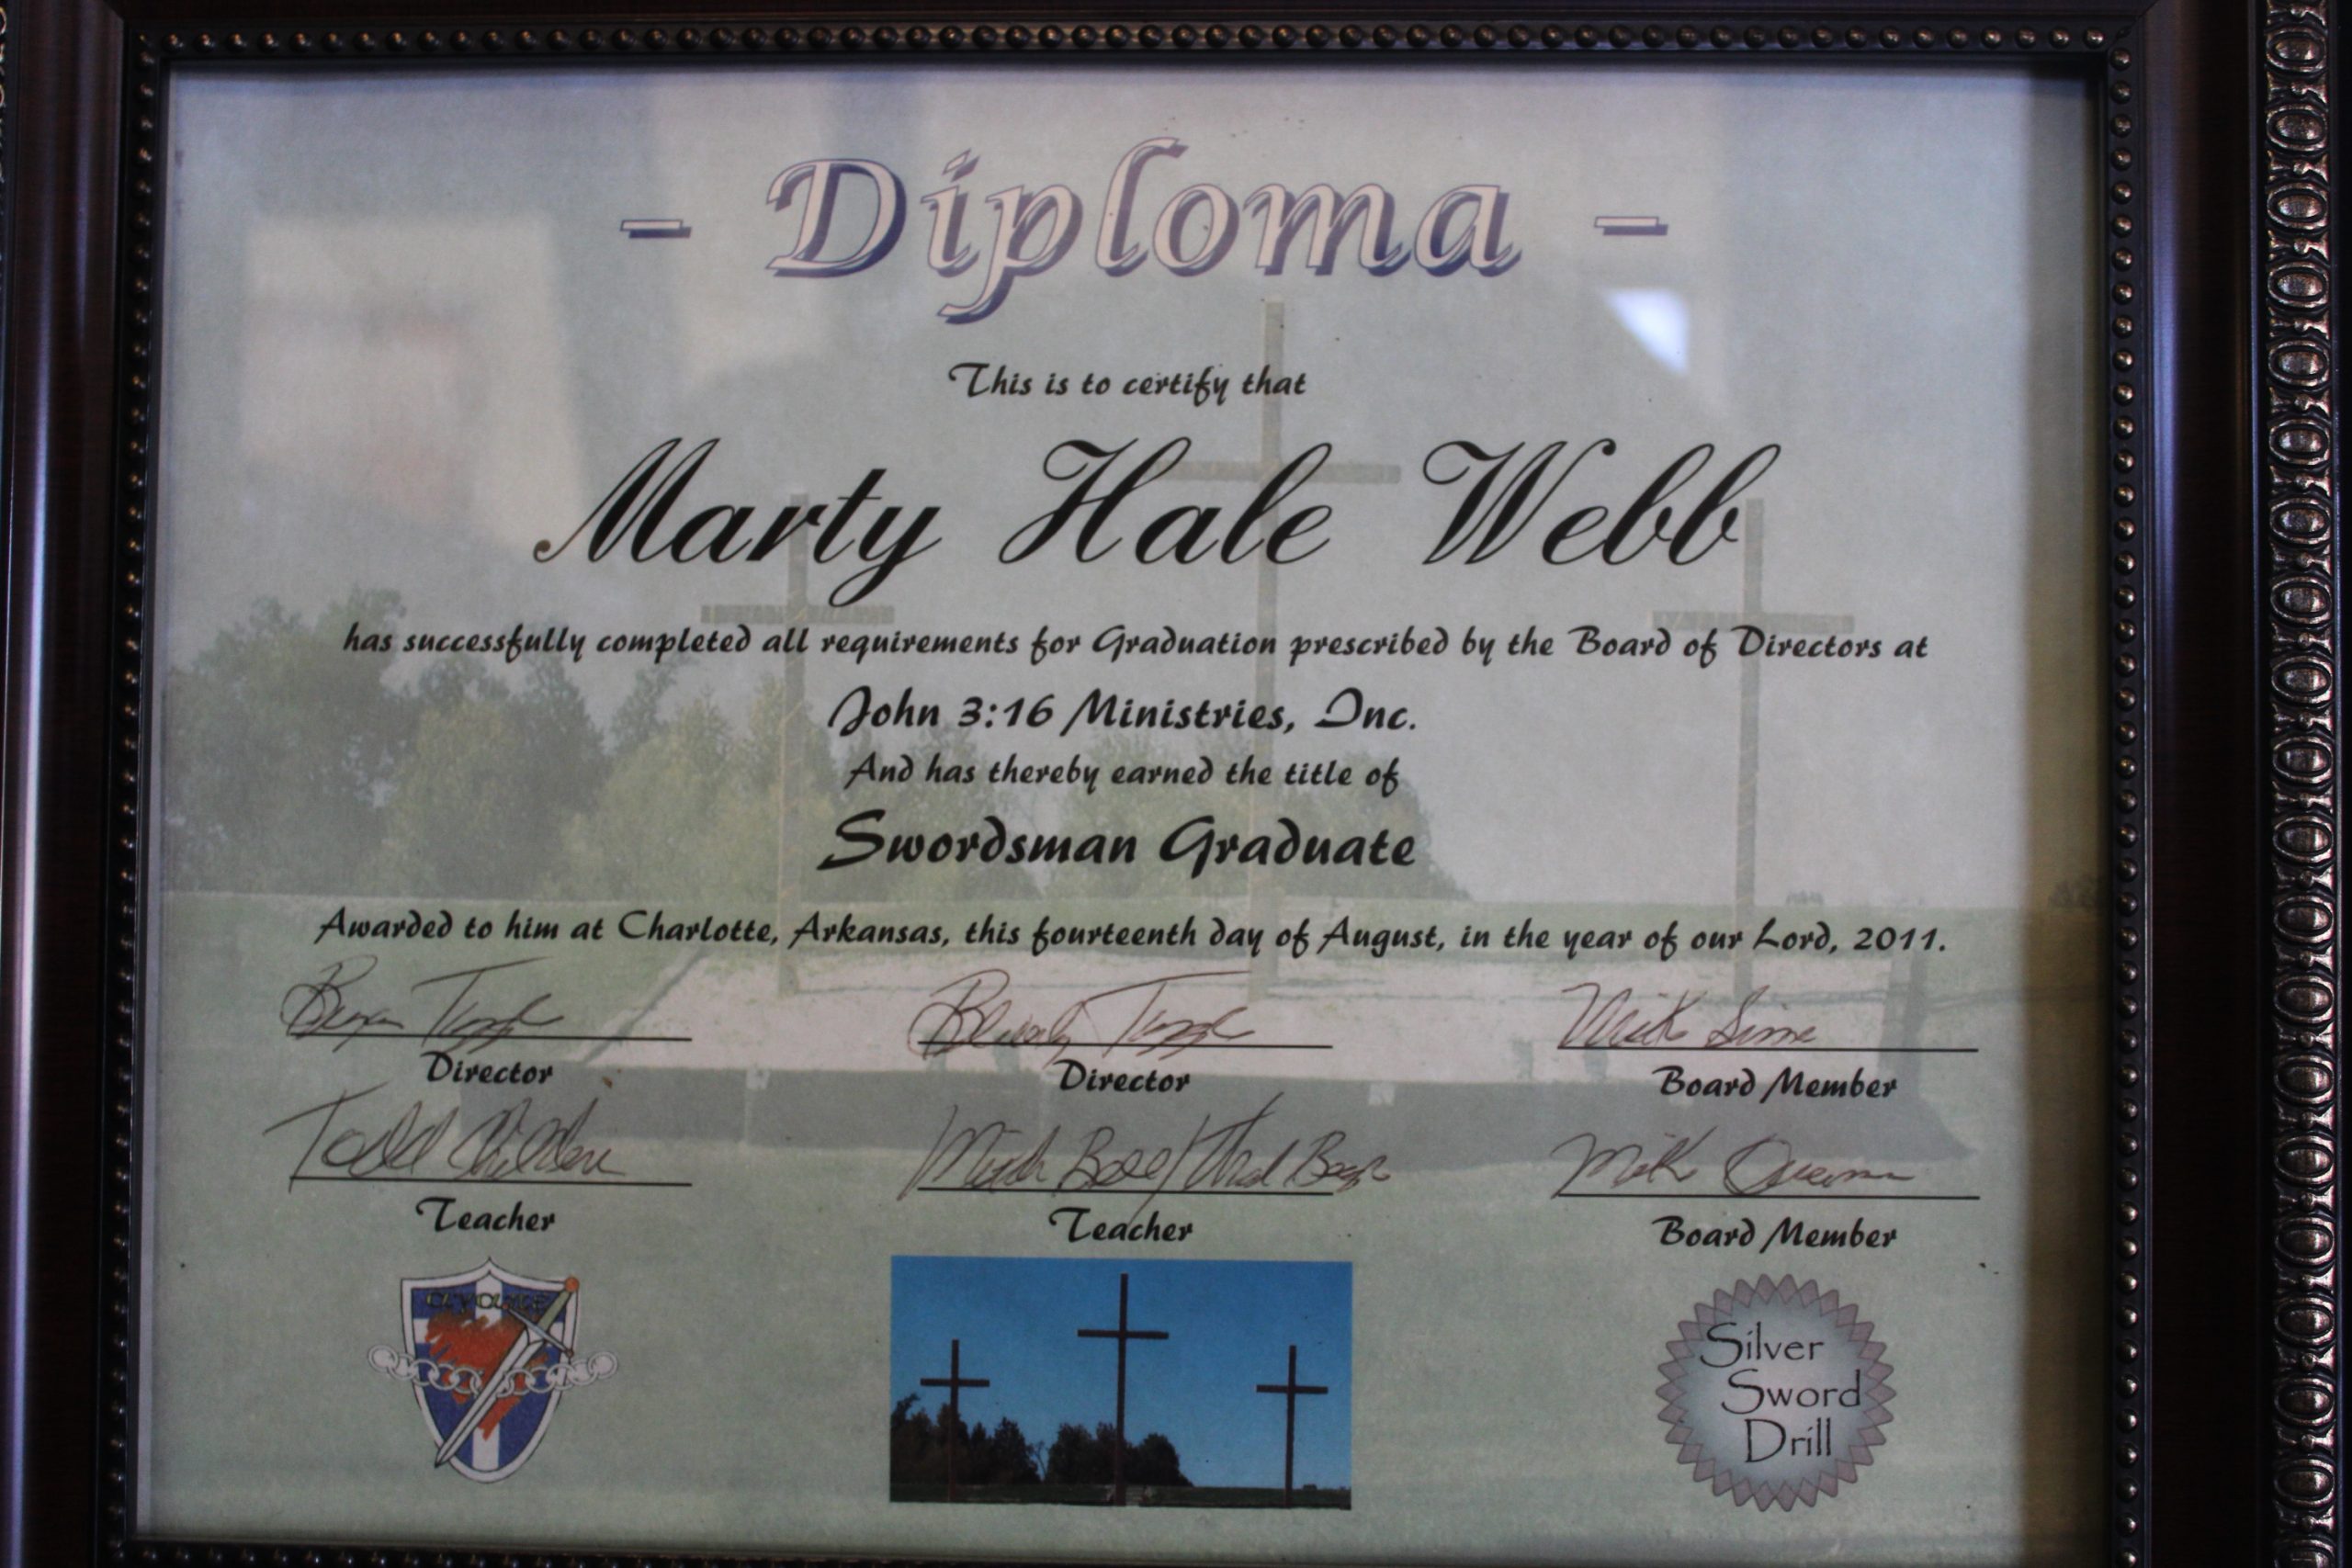 - Diploma -
This is to certify that
Marty Hale Webb
has successfully completed all requirements for Graduation prescribed by the Board of Directors at
John 3:16 Ministries, Inc.
And has thereby earned the title of
Swordsman Graduate
Awarded to him at Charlotte, Arkansas, this fourteenth day of August, in the year of our Lord, 2011.
Director
Director
Board Member
Todd
Teacher
Teacher
Board Member
Silver
Sword
Drill